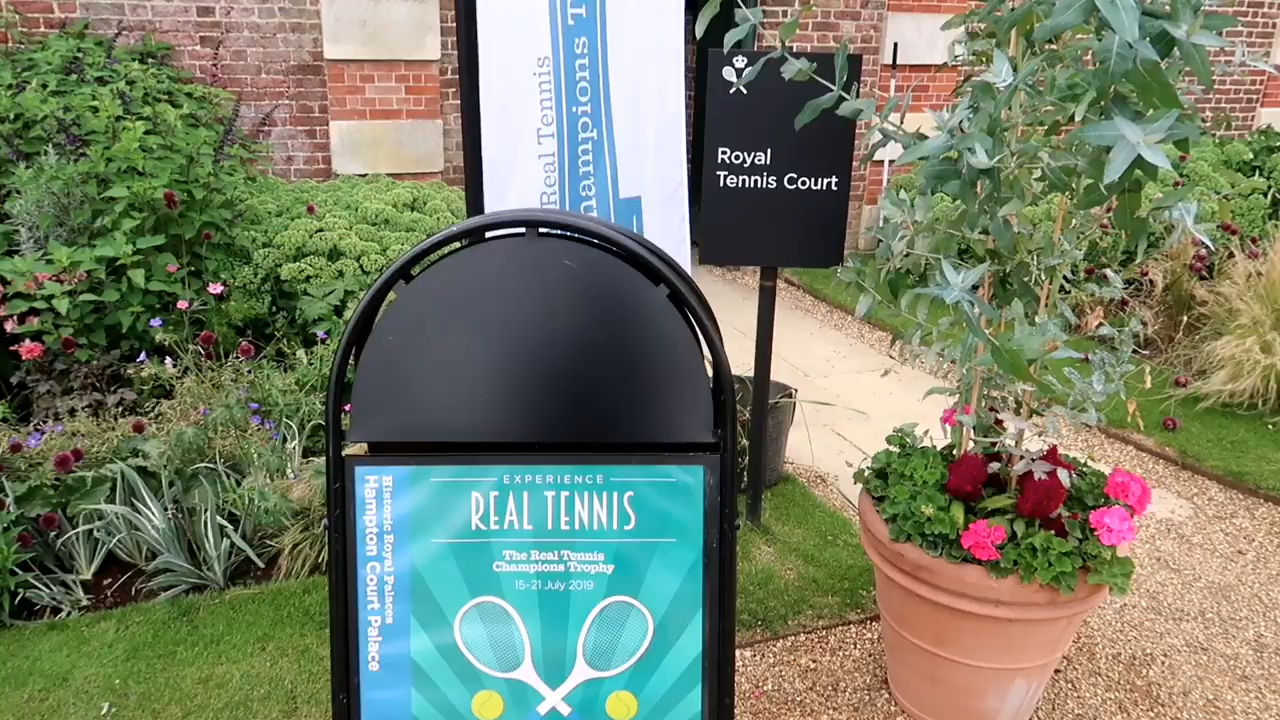 Real Tennis
Royal
Tennis Court
EXPERIENCE
REAL TENNIS
The Real Tennis
Champions Trophy
15-21 July 2019
Historic Royal Palaces
Hampton Court Palace